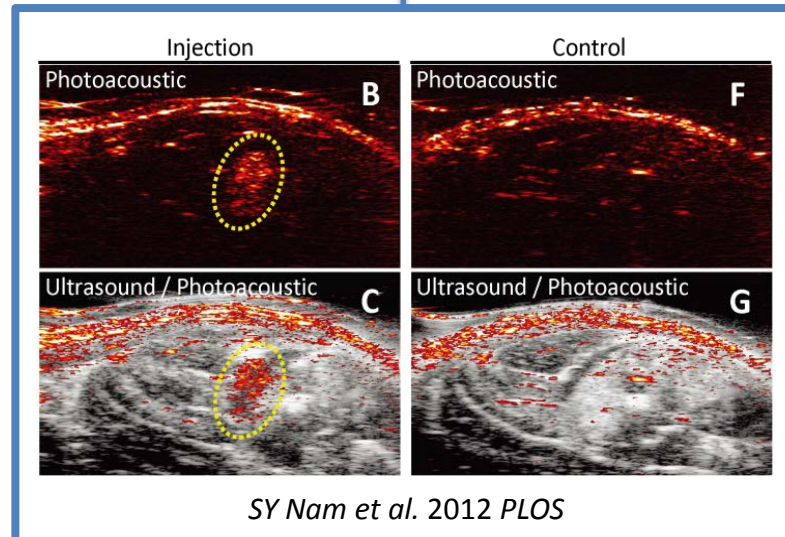 Injection
Control
Photoacoustic B
Photoacoustic F
Ultrasound / Photoacoustic
C
Ultrasound / Photoacoustic
G
SY Nam et al. 2012 PLOS